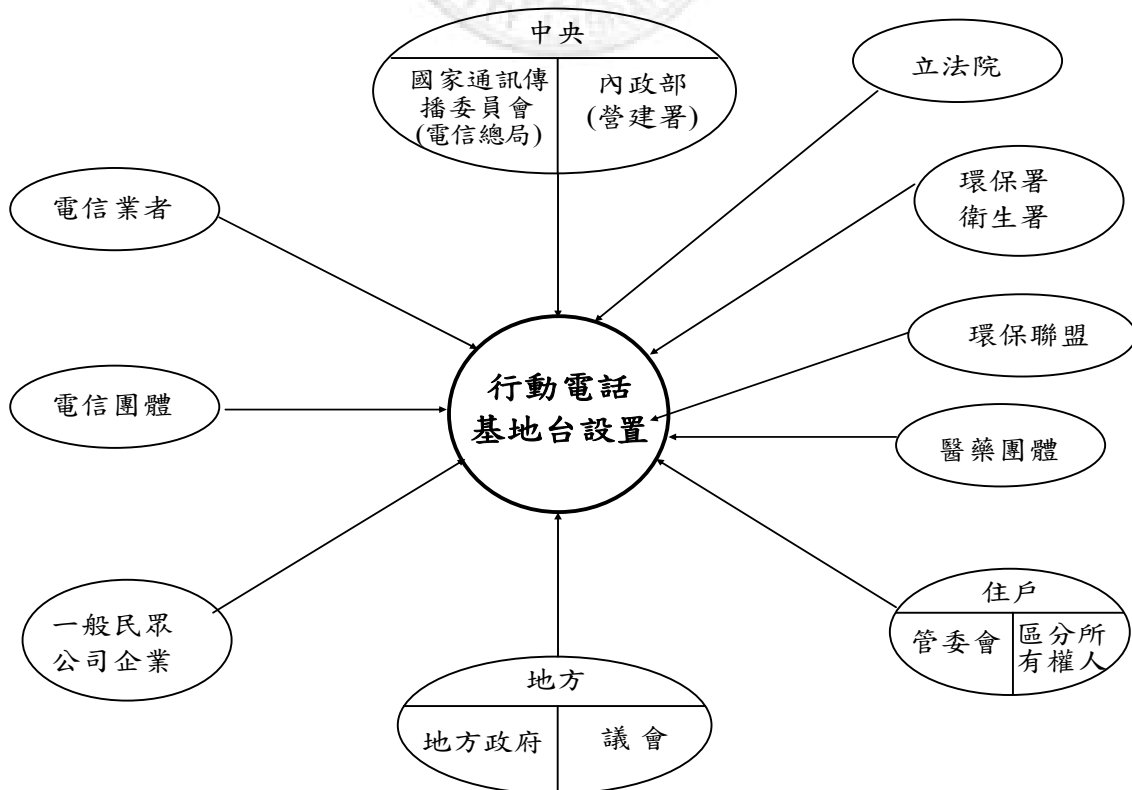 中央
國家通訊傳
播委員會
(電信總局)
內政部
(營建署)
立法院
電信業者
環保署
衛生署
環保聯盟
行動電話
基地台設置
電信團體
醫藥團體
一般民眾
公司企業
住戶
管委會
區分所
有權人
地方
地方政府
議會